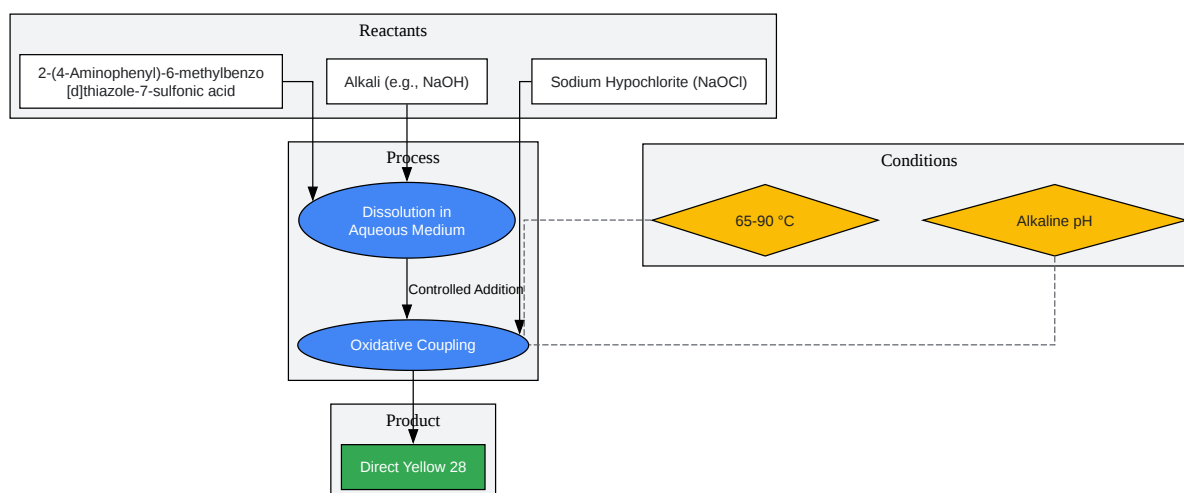 Reactants
2-(4-Aminophenyl)-6-methylbenzo
[d]thiazole-7-sulfonic acid
Alkali (e.g., NaOH)
Sodium Hypochlorite (NaOCl)
Process
Conditions
Dissolution in
Aqueous Medium
65-90 °C
Alkaline pH
Controlled Addition
Oxidative Coupling
Product
Direct Yellow 28